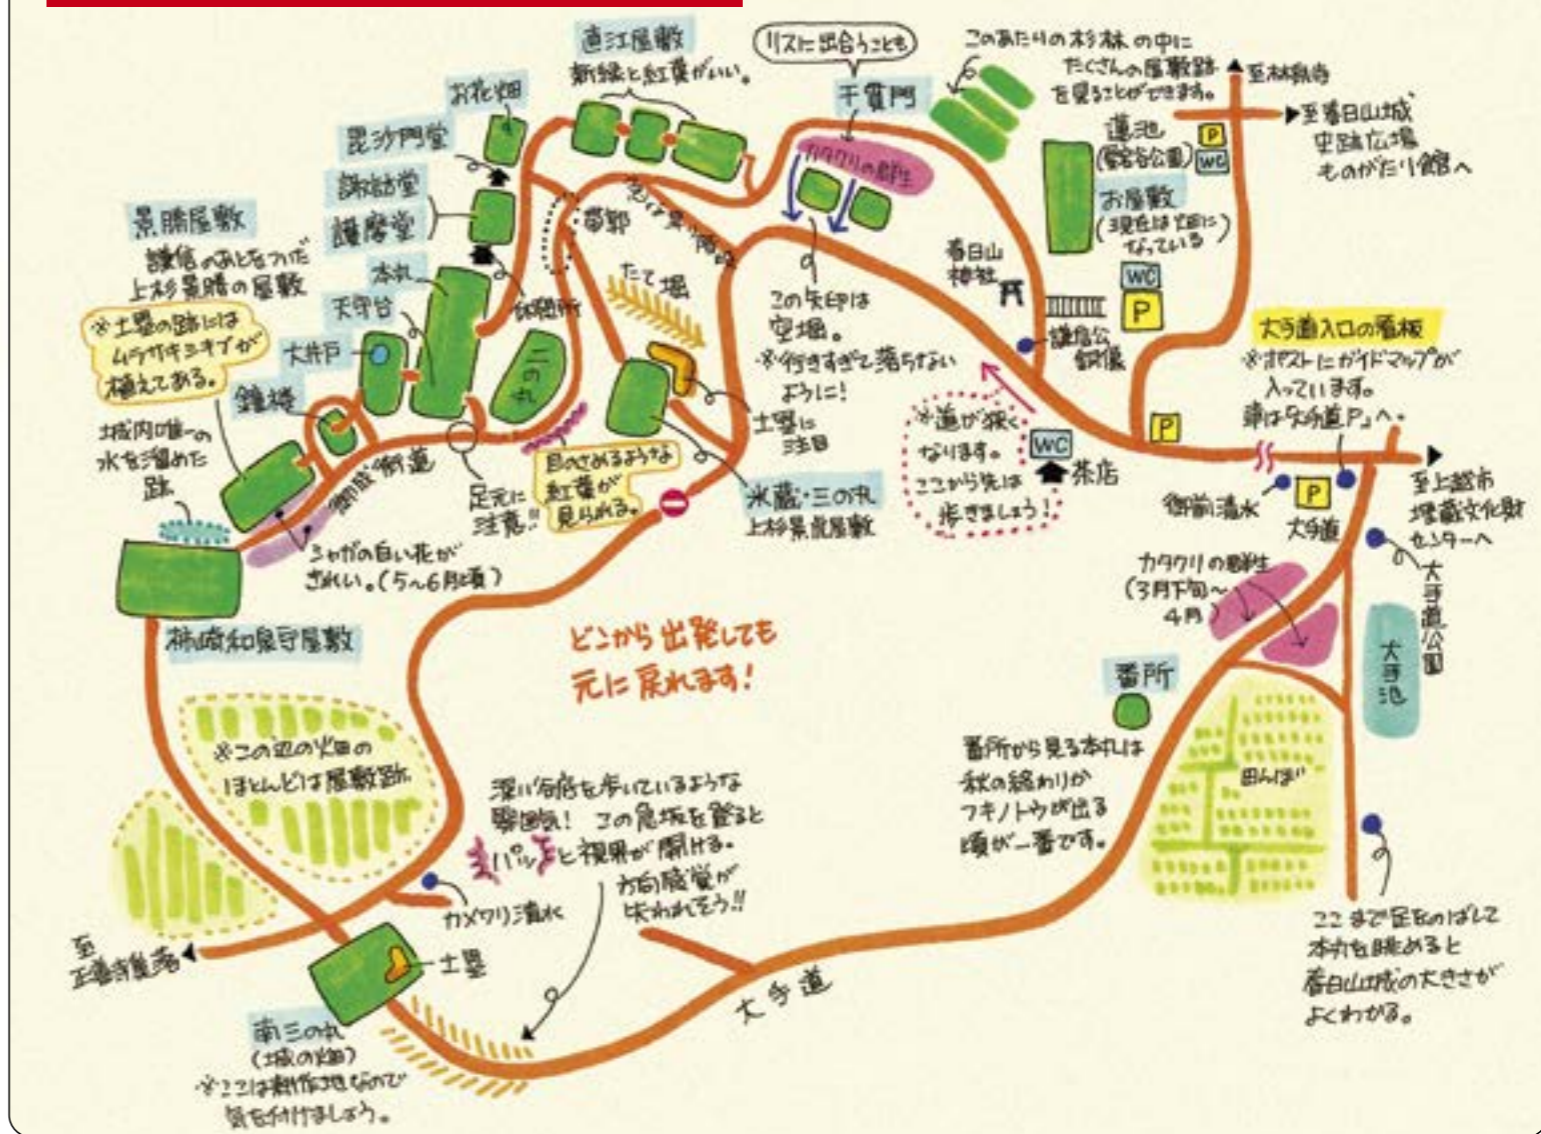 直江屋敷
新緑と紅葉がいい。
リスに出合うことも
このあたりの杉林の中に
たくさんの屋敷跡
を見ることができます。
至林泉寺
至春日山城
史跡広場
ものがたり館へ
お花畑
毘沙門堂
諏訪堂
護摩堂
千貫門
カタクリの群生
蓮池
P
WC
お屋敷
(現在は畑に
なっている)
景勝屋敷
謙信のあとをついだ
上杉景勝の屋敷
本丸
天守台
大井戸
鐘楼
帯郭
たて堀
二の丸
※土塁の跡には
ムラサキシキブが
植えてある。
城内唯一の
水を溜めた
跡
春日山
神社
謙信公
銅像
WC
P
この矢印は
空堀。
※行きすぎて落ちない
ように!
大手道入口の看板
※ポストにガイドマップが
入っています。
車は「大手道P」へ。
土塁に
注目
※道が狭く
なります。
ここから先は
歩きましょう!
WC
茶店
P
御城街道
足元に
注意!!
目のさめるような
紅葉が
見られる。
米蔵・三の丸
上杉景虎屋敷
御前清水
P
大手道
至上越市
埋蔵文化財
センターへ
シャガの白い花が
きれい。(5~6月頃)
カタクリの群生
(3月下旬~
4月)
大手道公園
大手池
柿崎和泉守屋敷
どこから出発しても
元に戻れます!
番所
番所から見る本丸は
秋の終わりか
フキノトウが出る
頃が一番です。
田んぼ
※この辺の畑の
ほとんどは屋敷跡
深い谷底を歩いているような
雰囲気! この急坂を登ると
パッと視界が開ける。
方向感覚が
失われそう!!
カメワリ清水
至
正善寺集落
土塁
大手道
ここまで足をのばして
本丸を眺めると
春日山城の大きさが
よくわかる。
南三の丸
(城の畑)
※ここは耕作地なので
気を付けましょう。